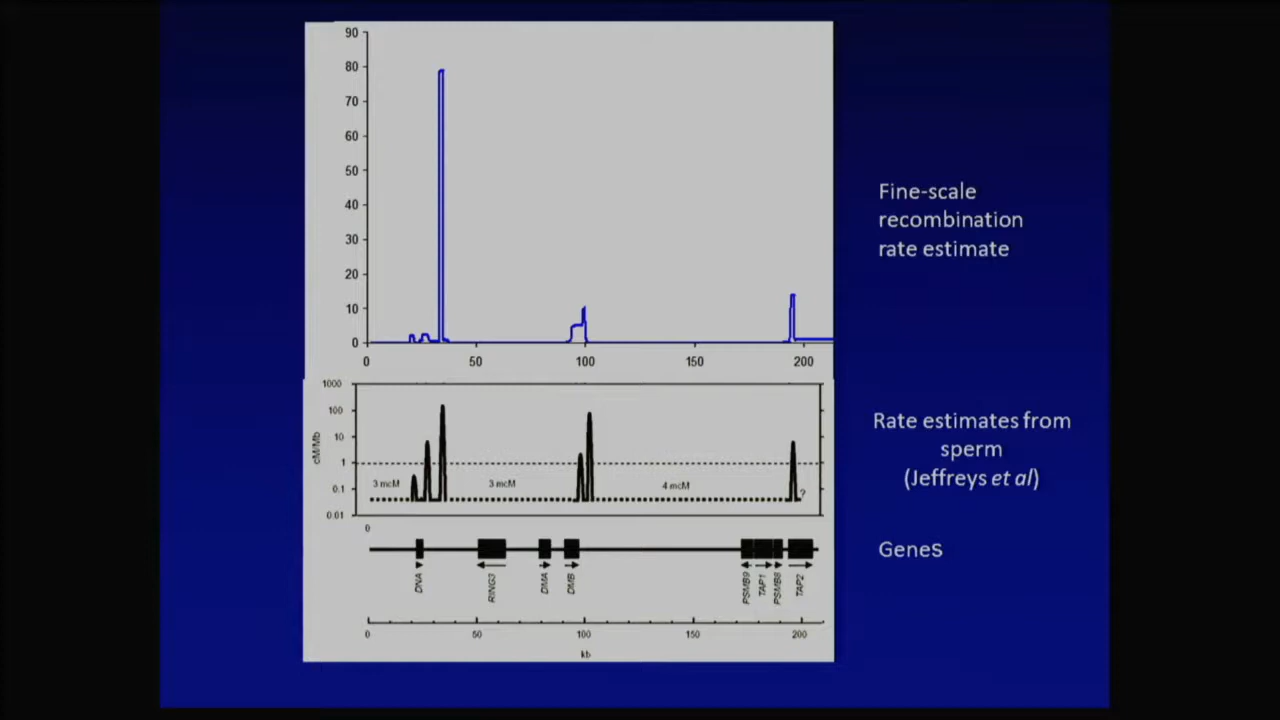 90
80
70
60
50
40
30
20
10
0
0 50 100 150 200
Fine-scale
recombination
rate estimate
1000
100
10
1
0.1
0.01
cM/Mb
3 mcM 3 mcM 4 mcM ?
0
Rate estimates from
sperm
(Jeffreys et al)
Genes
DNA RING3 DMA DMB PSMB9 TAP1 PSMB8 TAP2
0 50 100 150 200
kb